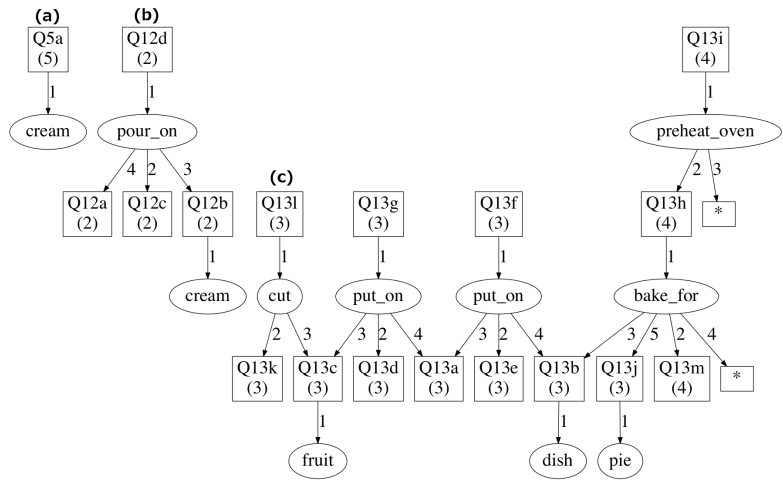 (a)
(b)
Q5a
(5)
Q12d
(2)
Q13i
(4)
1
1
1
cream
pour_on
preheat_oven
4
2
3
(c)
2
3
Q12a
(2)
Q12c
(2)
Q12b
(2)
Q13l
(3)
Q13g
(3)
Q13f
(3)
Q13h
(4)
*
1
1
1
1
1
cream
cut
put_on
put_on
bake_for
2
3
3
2
4
3
2
4
3
5
2
4
Q13k
(3)
Q13c
(3)
Q13d
(3)
Q13a
(3)
Q13e
(3)
Q13b
(3)
Q13j
(3)
Q13m
(4)
*
1
1
1
fruit
dish
pie